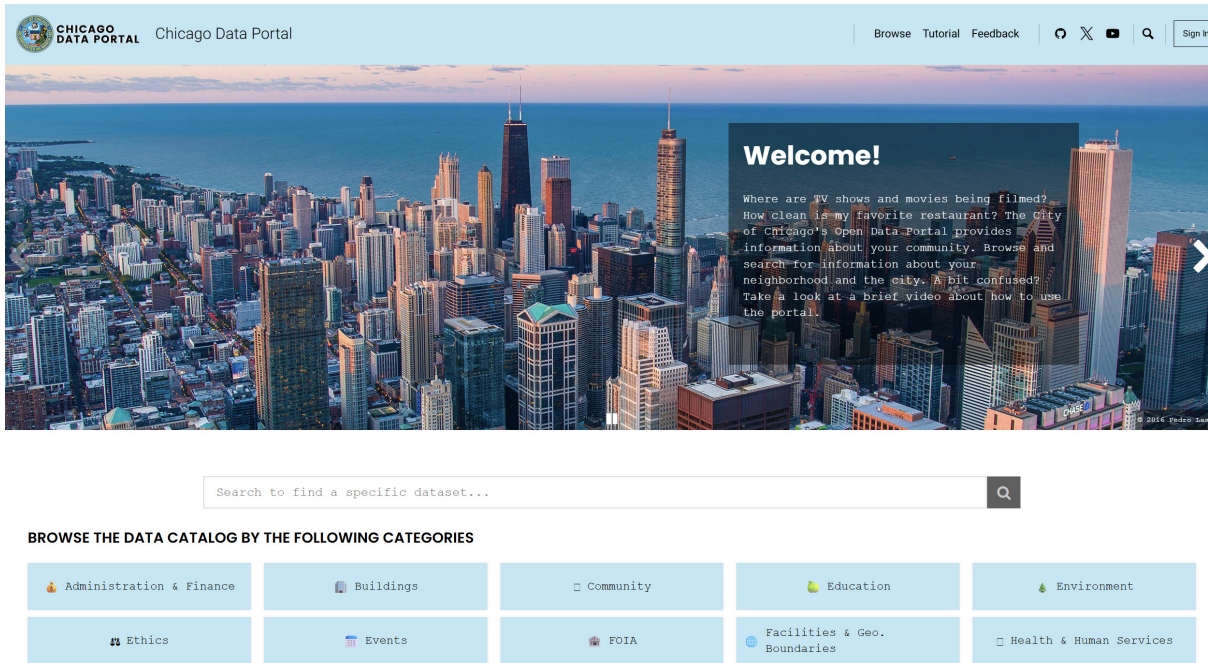 CHICAGO
DATA PORTAL
Chicago Data Portal
Browse Tutorial Feedback
Sign In
Welcome!
Where are TV shows and movies being filmed?
How clean is my favorite restaurant? The City
of Chicago's Open Data Portal provides
information about your community. Browse and
search for information about your
neighborhood and the city. A bit confused?
Take a look at a brief video about how to use
the portal.
CHASE
© 2016 Pedro
Search to find a specific dataset...
BROWSE THE DATA CATALOG BY THE FOLLOWING CATEGORIES
Administration & Finance
Buildings
Community
Education
Environment
Ethics
Events
FOIA
Facilities & Geo.
Boundaries
Health & Human Services